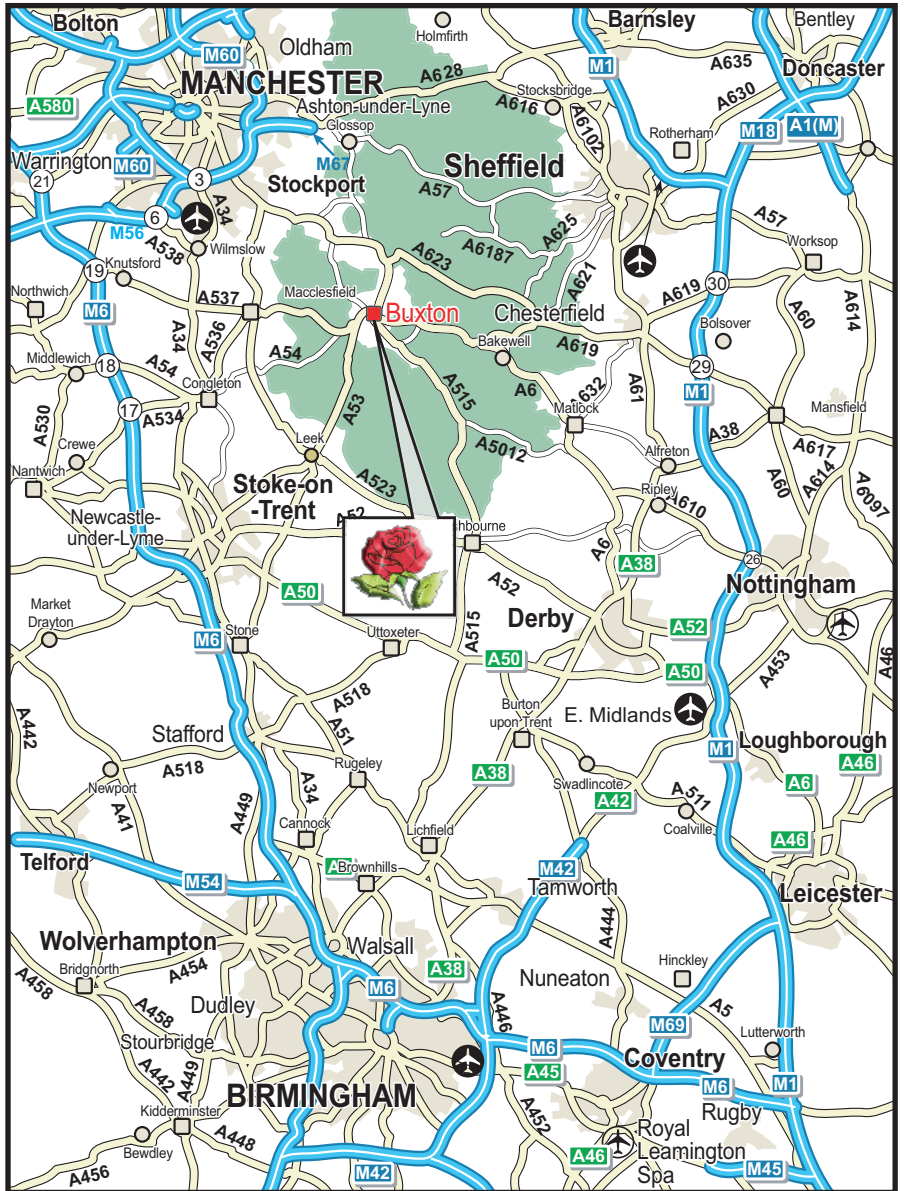 Bolton
M60
Oldham
Holmfirth
Barnsley
Bentley
MANCHESTER
A628
M1
A635
Doncaster
A580
Ashton-under-Lyne
Stocksbridge
A616
A630
A6102
M18
A1(M)
Glossop
Rotherham
Warrington
M60
M67
Sheffield
21
3
Stockport
A57
A34
A625
A57
6
M56
A538
Wilmslow
A6187
A623
A621
Worksop
19
Knutsford
Macclesfield
A619
30
Northwich
A537
Buxton
Chesterfield
A60
A614
M6
A34
A536
Bolsover
Bakewell
A619
Middlewich
18
A54
A54
A6
A632
A61
29
M1
Congleton
A53
A515
17
A534
Matlock
Mansfield
A530
Crewe
Leek
A5012
Alfreton
A38
A617
Nantwich
Stoke-on
-Trent
A523
Ripley
A60
A614
A6097
Newcastle-
under-Lyme
A52
hbourne
A610
A6
26
A50
A52
A38
Nottingham
Market
Drayton
Derby
A52
M6
Stone
Uttoxeter
A515
A50
A50
A453
A46
A518
Burton
upon Trent
E. Midlands
A442
Stafford
A51
M1
Loughborough
A518
Rugeley
A38
A46
Newport
A34
Swadlincote
A42
A511
A6
A41
A449
Cannock
Lichfield
Coalville
A46
Telford
Brownhills
M42
M54
Tamworth
Leicester
A444
Wolverhampton
Walsall
Bridgnorth
A454
A38
Nuneaton
Hinckley
A458
M6
Dudley
A446
A5
A458
M69
Lutterworth
Stourbridge
M6
Coventry
A442
A449
A45
M6
M1
BIRMINGHAM
Rugby
Kidderminster
A452
Royal
Leamington
Spa
Bewdley
A448
A46
A456
M42
M45